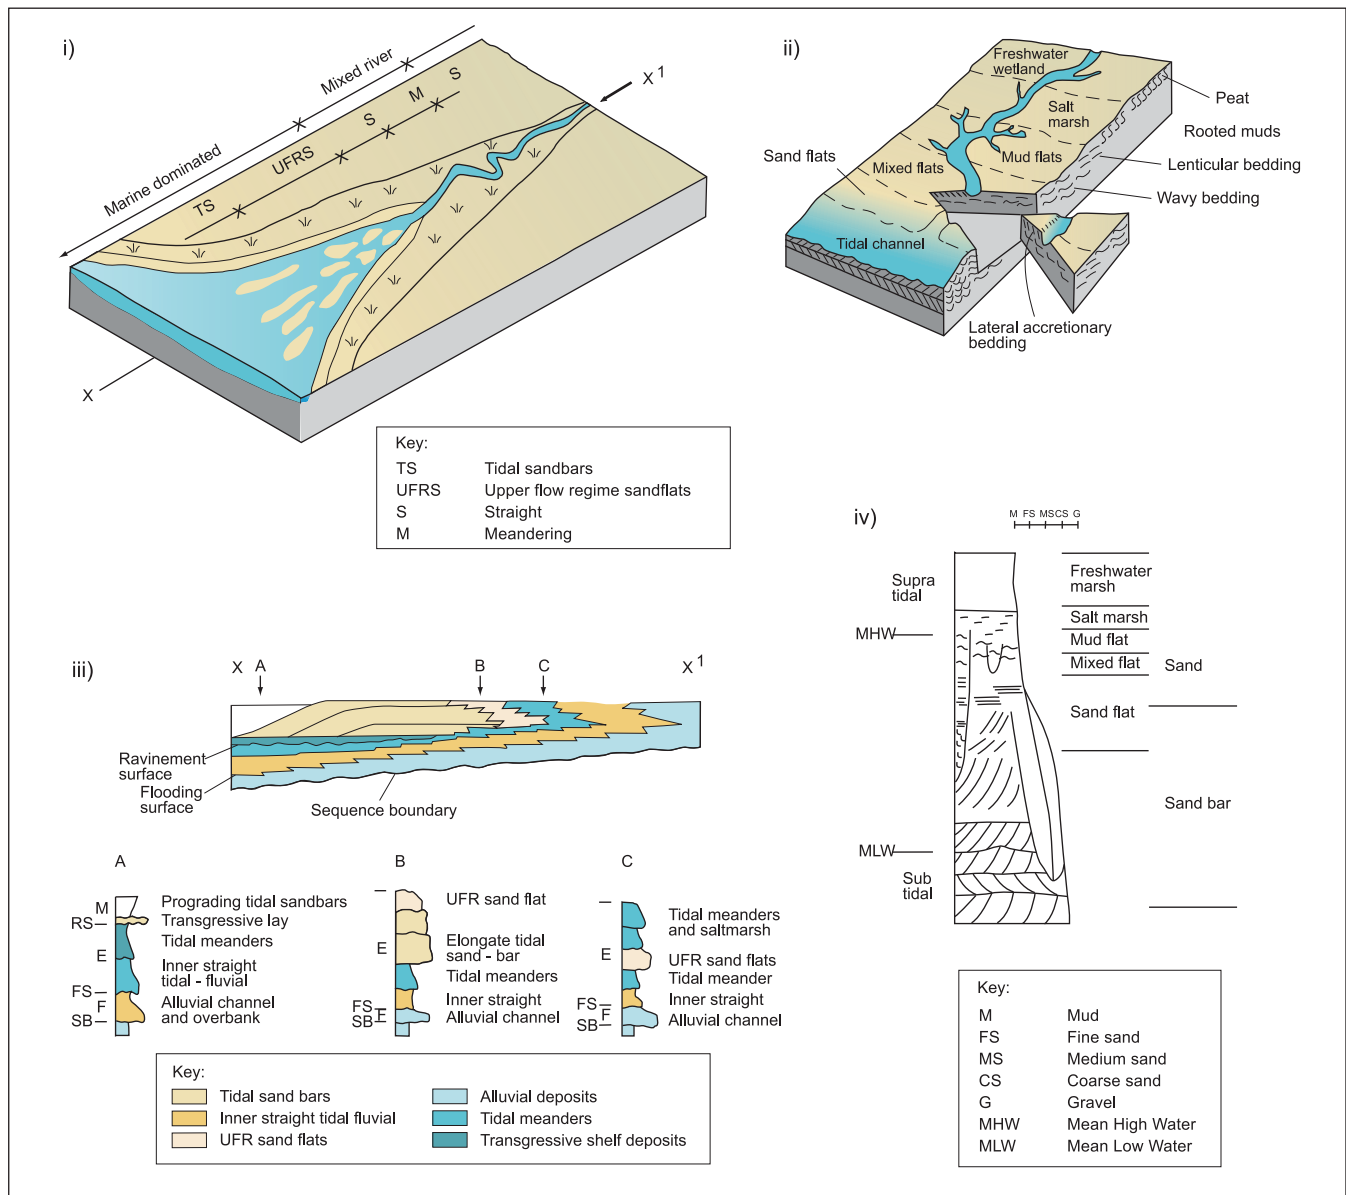 i)
Marine dominated
Mixed river
TS
UFRS
S
M
S
X 1
X
Key:
TS Tidal sandbars
UFRS Upper flow regime sandflats
S Straight
M Meandering
ii)
Freshwater
wetland
Salt
marsh
Mud flats
Mixed flats
Sand flats
Tidal channel
Peat
Rooted muds
Lenticular bedding
Wavy bedding
Lateral accretionary
bedding
iii)
X A B C X 1
Ravinement
surface
Flooding
surface
Sequence boundary
A
M
RS
E
FS
F
SB
Prograding tidal sandbars
Transgressive lay
Tidal meanders
Inner straight
tidal - fluvial
Alluvial channel
and overbank
B
E
FS
F
SB
UFR sand flat
Elongate tidal
sand - bar
Tidal meanders
Inner straight
Alluvial channel
C
E
FS
F
SB
Tidal meanders
and saltmarsh
UFR sand flats
Tidal meander
Inner straight
Alluvial channel
Key:
Tidal sand bars
Inner straight tidal fluvial
UFR sand flats
Alluvial deposits
Tidal meanders
Transgressive shelf deposits
iv)
M FS MS CS G
Supra
tidal
MHW
MLW
Sub
tidal
Freshwater
marsh
Salt marsh
Mud flat
Mixed flat
Sand flat
Sand
Sand bar
Key:
M Mud
FS Fine sand
MS Medium sand
CS Coarse sand
G Gravel
MHW Mean High Water
MLW Mean Low Water